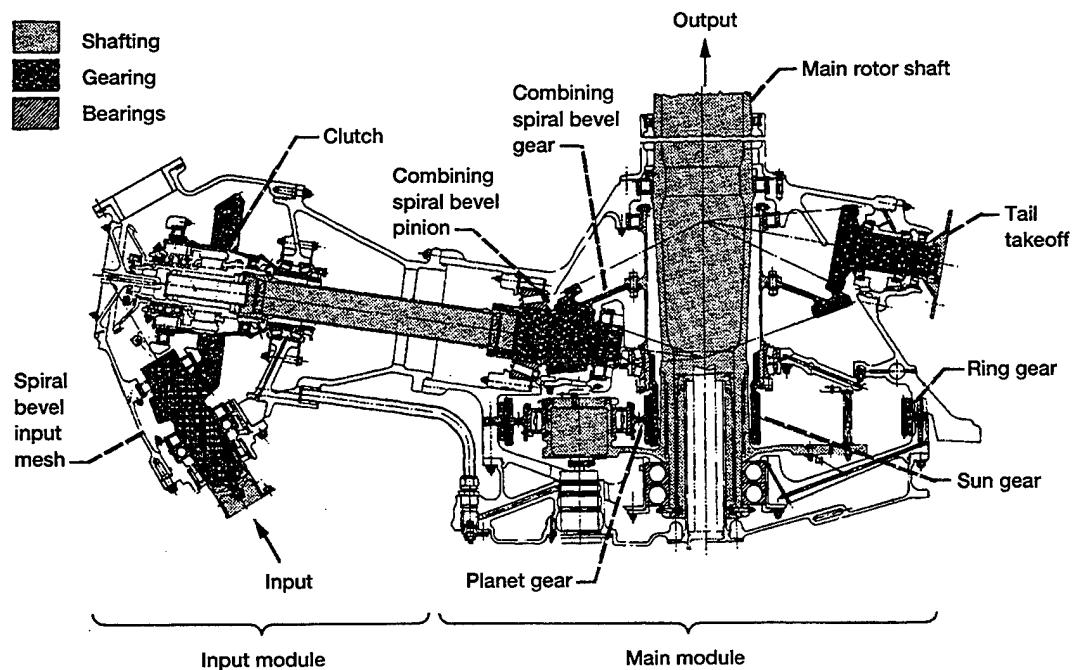 Output
Shafting
Gearing
Bearings
Main rotor shaft
Combining
spiral bevel
gear
Clutch
Combining
spiral bevel
pinion
Tail
takeoff
Spiral
bevel
input
mesh
Ring gear
Sun gear
Input
Planet gear
Input module
Main module